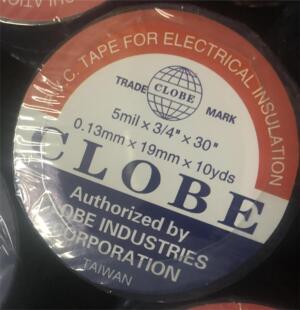 .C. TAPE FOR ELECTRICAL INSULATION
TRADE CLOBE MARK
5mil x 3/4" x 30"
0.13mm x 19mm x 10yds
CLOBE
Authorized by
LOBE INDUSTRIES
CORPORATION
TAIWAN